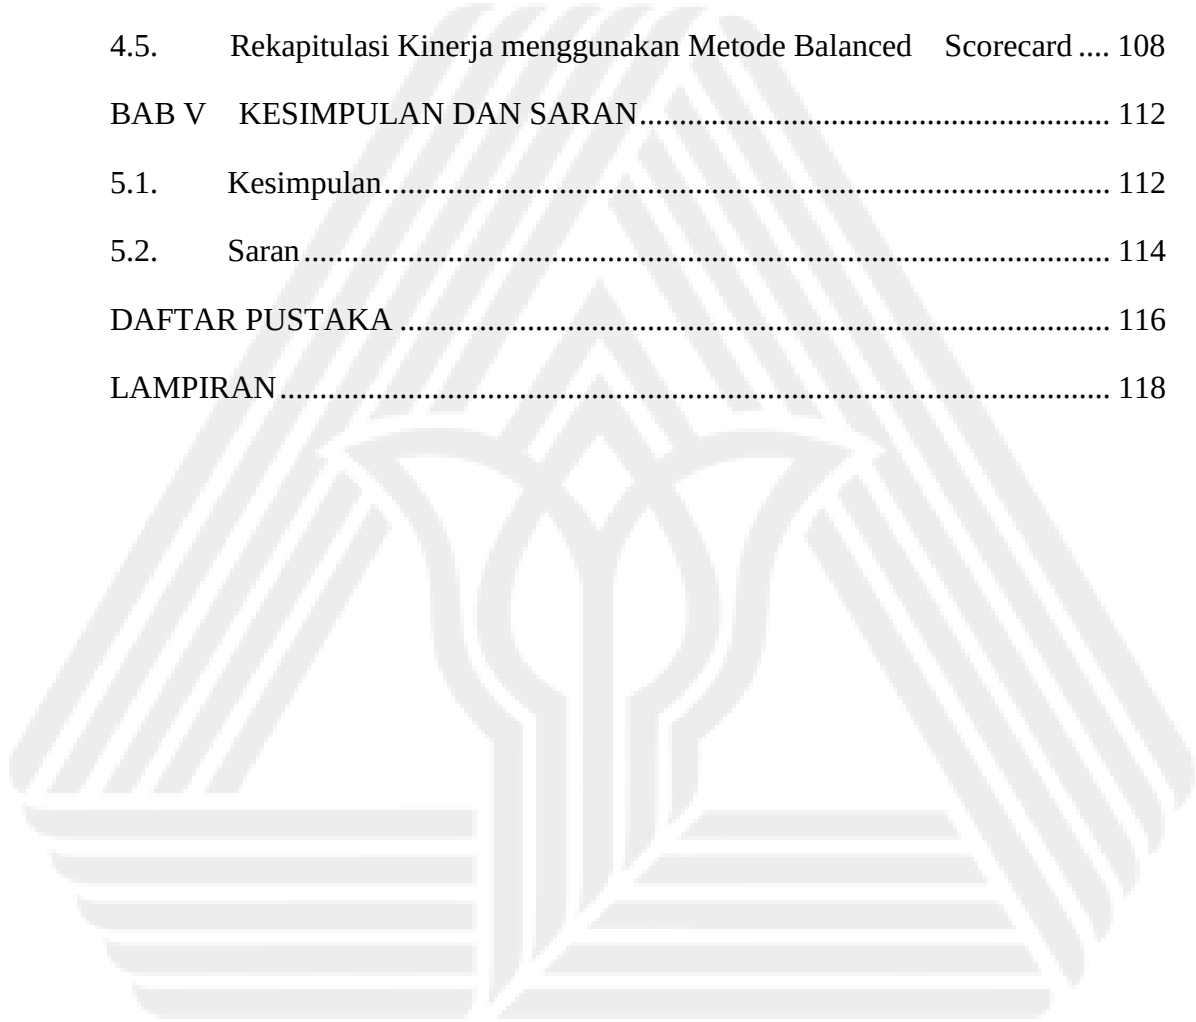 4.5. Rekapitulasi Kinerja menggunakan Metode Balanced Scorecard .... 108
BAB V KESIMPULAN DAN SARAN........................................................... 112
5.1. Kesimpulan........................................................................................... 112
5.2. Saran..................................................................................................... 114
DAFTAR PUSTAKA ......................................................................................... 116
LAMPIRAN........................................................................................................ 118